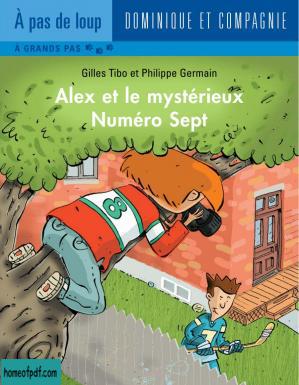 À pas de loup
DOMINIQUE ET COMPAGNIE
À GRANDS PAS
Gilles Tibo et Philippe Germain
Alex et le mystérieux
Numéro Sept
8
7
homeofpdf.com